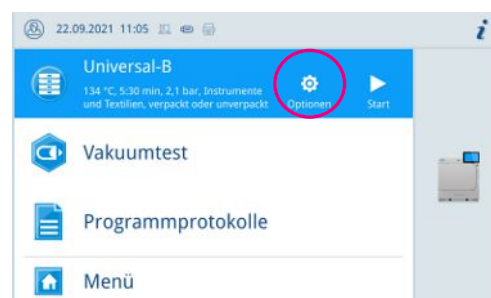 22.09.2021 11:05
i
Universal-B
134 °C, 5:30 min, 2,1 bar, Instrumente
und Textilien, verpackt oder unverpackt
Optionen
Start
Vakuumtest
Programmprotokolle
Menü